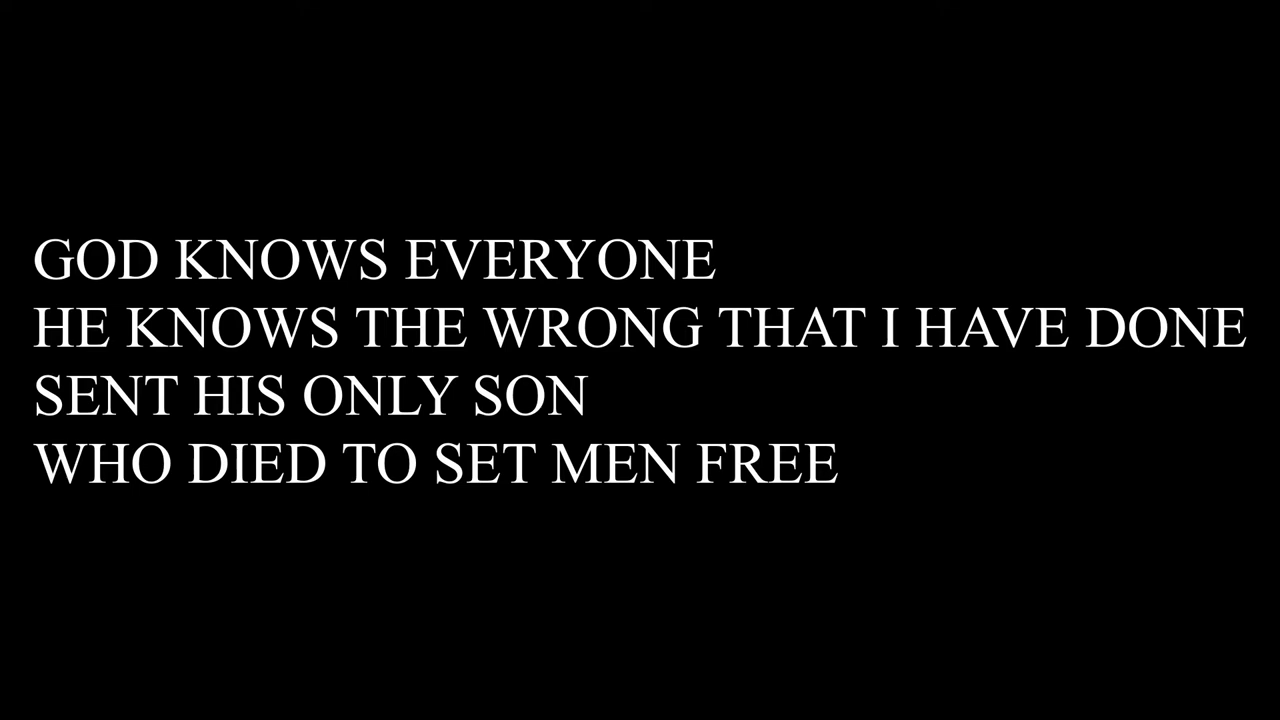 GOD KNOWS EVERYONE
HE KNOWS THE WRONG THAT I HAVE DONE
SENT HIS ONLY SON
WHO DIED TO SET MEN FREE